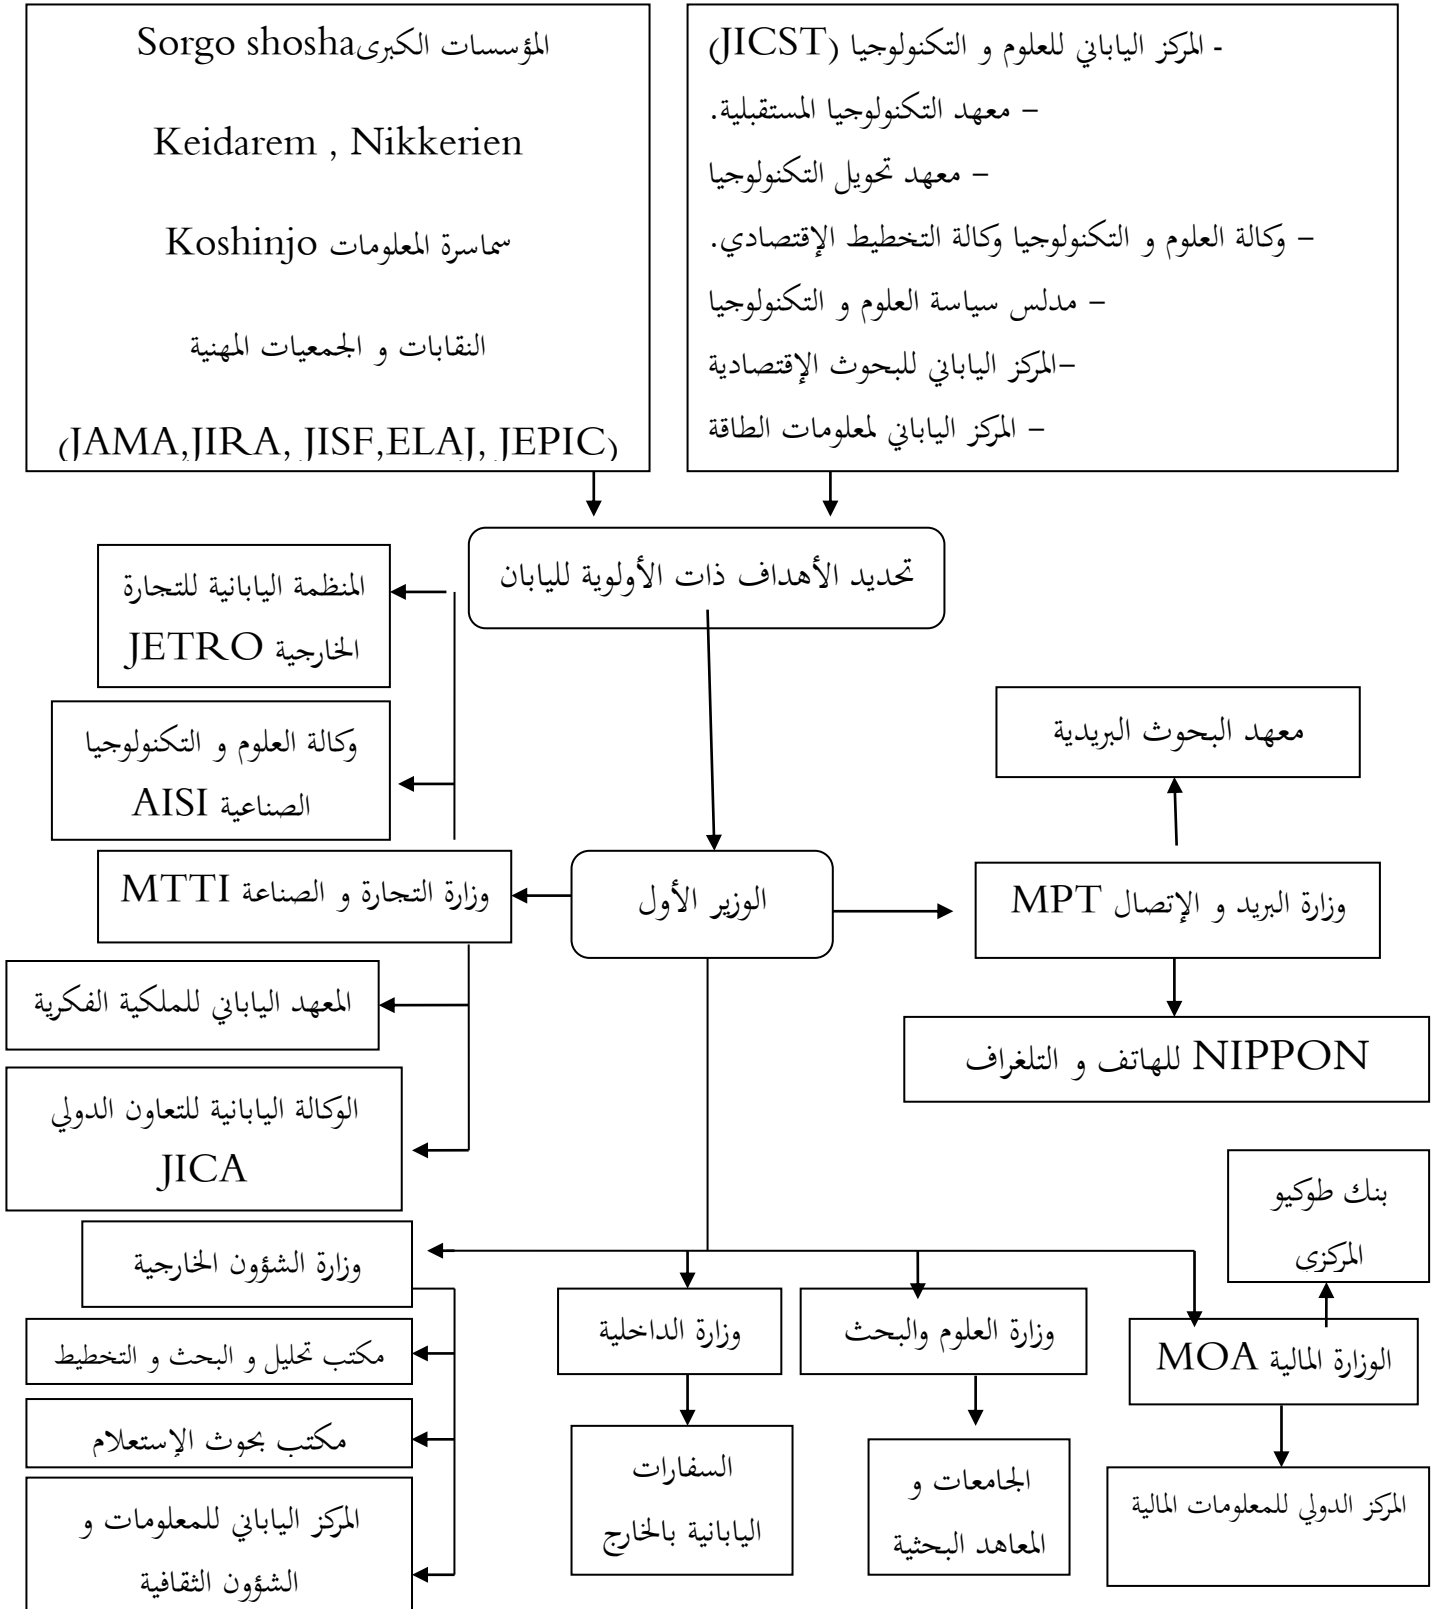 - المركز الياباني للعلوم و التكنولوجيا (JICST)
– معهد التكنولوجيا المستقبلية.
– معهد تحويل التكنولوجيا
– وكالة العلوم و التكنولوجيا وكالة التخطيط الإقتصادي.
– مدلس سياسة العلوم و التكنولوجيا
–المركز الياباني للبحوث الإقتصادية
– المركز الياباني لمعلومات الطاقة
المؤسسات الكبرىSorgo shosha
Keidarem , Nikkerien
سماسرة المعلومات Koshinjo
النقابات و الجمعيات المهنية
(JAMA,JIRA, JISF,ELAJ, JEPIC)
تحديد الأهداف ذات الأولوية لليابان
المنظمة اليابانية للتجارة
الخارجية JETRO
وكالة العلوم و التكنولوجيا
الصناعية AISI
معهد البحوث البريدية
وزارة البريد و الإتصال MPT
الوزير الأول
وزارة التجارة و الصناعة MTTI
المعهد الياباني للملكية الفكرية
NIPPON للهاتف و التلغراف
الوكالة اليابانية للتعاون الدولي
JICA
بنك طوكيو
المركزي
وزارة الشؤون الخارجية
الوزارة المالية MOA
وزارة العلوم والبحث
وزارة الداخلية
مكتب تحليل و البحث و التخطيط
مكتب بحوث الإستعلام
المركز الدولي للمعلومات المالية
الجامعات و
المعاهد البحثية
السفارات
اليابانية بالخارج
المركز الياباني للمعلومات و
الشؤون الثقافية